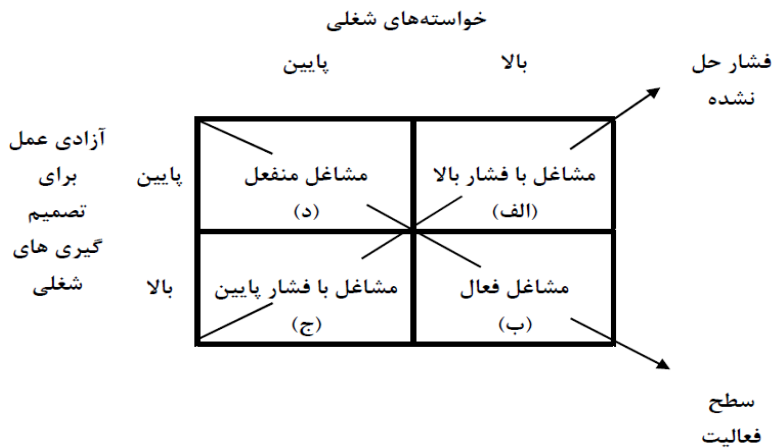 خواسته‌های شغلی
بالا
پایین
فشار حل
نشده
آزادی عمل
برای
تصمیم
گیری های
شغلی
پایین
مشاغل با فشار بالا
(الف)
مشاغل منفعل
(د)
بالا
مشاغل فعال
(ب)
مشاغل با فشار پایین
(ج)
سطح
فعالیت